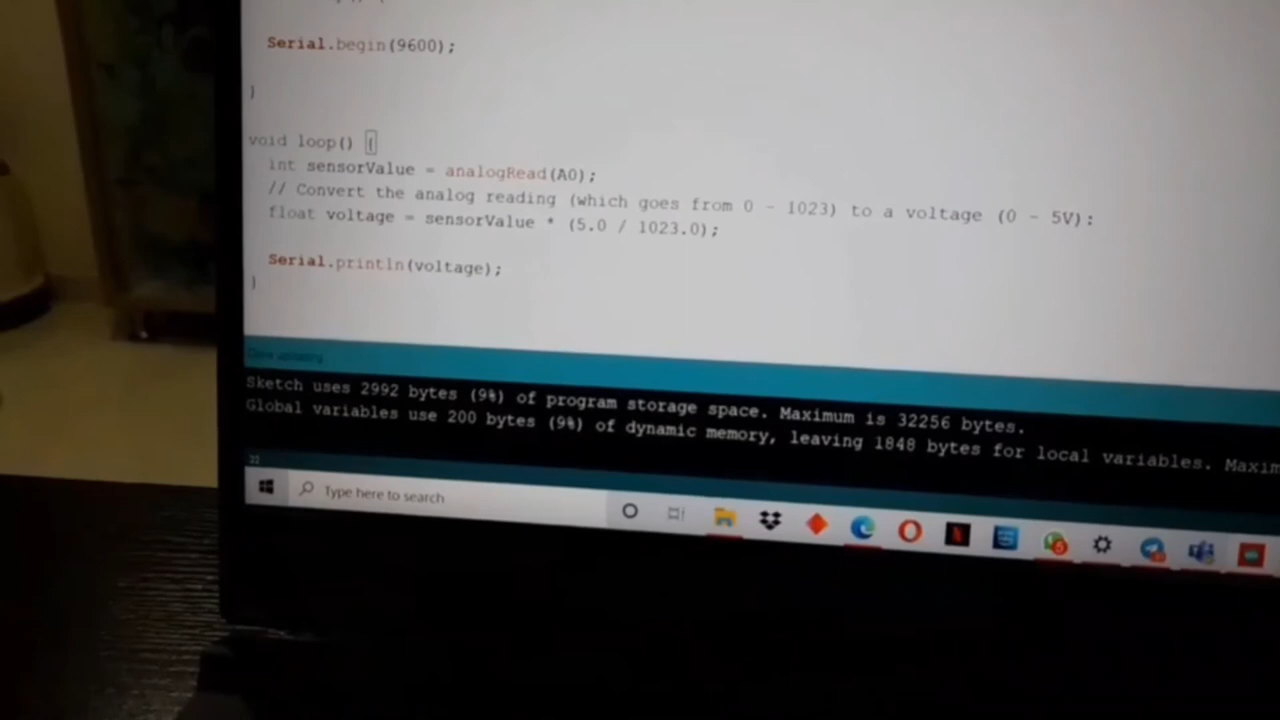 Serial.begin(9600);
}
void loop() {
int sensorValue = analogRead(A0);
// Convert the analog reading (which goes from 0 - 1023) to a voltage (0 - 5V):
float voltage = sensorValue * (5.0 / 1023.0);
Serial.println(voltage);
}
Done uploading
Sketch uses 2992 bytes (9%) of program storage space. Maximum is 32256 bytes.
Global variables use 200 bytes (9%) of dynamic memory, leaving 1848 bytes for local variables. Maxim
Type here to search